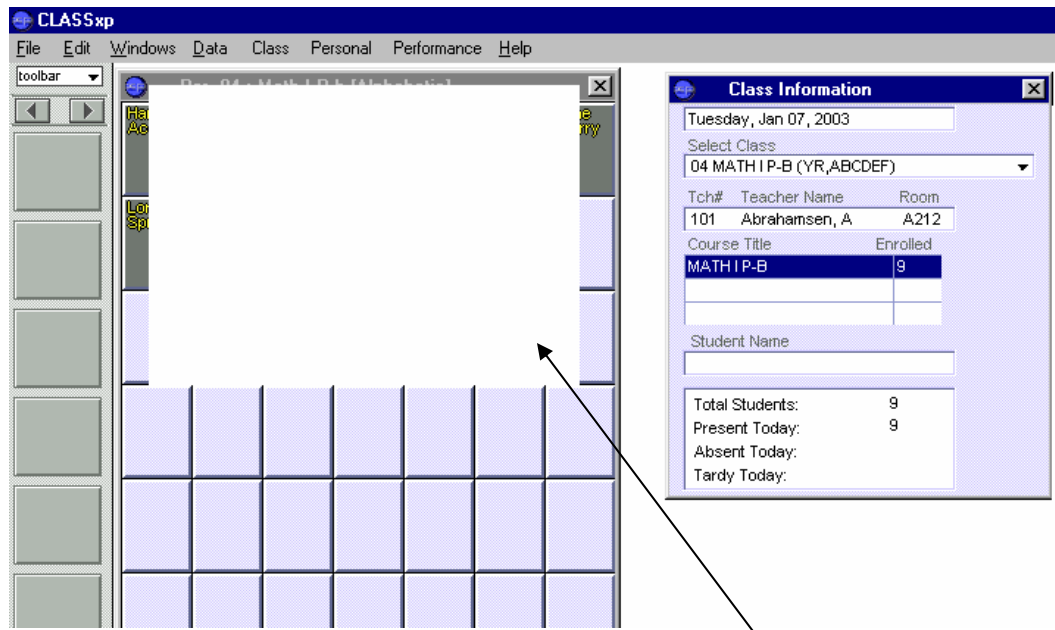 CLASSxp
File Edit Windows Data Class Personal Performance Help
toolbar
Class Information
Tuesday, Jan 07, 2003
Select Class
04 MATH I P-B (YR,ABCDEF)
Tch# Teacher Name Room
101 Abrahamsen, A A212
Course Title Enrolled
MATH I P-B 9
Student Name
Total Students: 9
Present Today: 9
Absent Today:
Tardy Today: